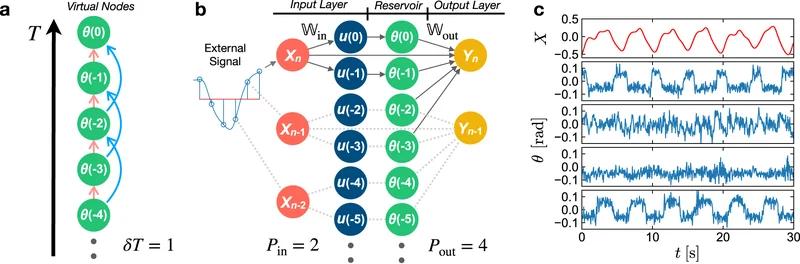 a
Virtual Nodes
T
θ(0)
θ(-1)
θ(-2)
θ(-3)
θ(-4)
δT = 1
b
Input Layer
Reservoir
Output Layer
𝕎in
𝕎out
External
Signal
Xn
u(0)
θ(0)
Yn
u(-1)
θ(-1)
u(-2)
θ(-2)
Xn-1
Yn-1
u(-3)
θ(-3)
u(-4)
θ(-4)
Xn-2
u(-5)
θ(-5)
Pin = 2
Pout = 4
c
X
0.5
0.0
-0.5
θ [rad]
0.1
0.0
−0.1
0.1
0.0
−0.1
0.1
0.0
−0.1
0.1
0.0
−0.1
0 10 20 30
t [s]